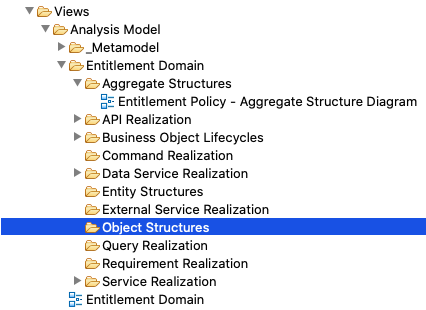 Views
Analysis Model
_Metamodel
Entitlement Domain
Aggregate Structures
Entitlement Policy - Aggregate Structure Diagram
API Realization
Business Object Lifecycles
Command Realization
Data Service Realization
Entity Structures
External Service Realization
Object Structures
Query Realization
Requirement Realization
Service Realization
Entitlement Domain